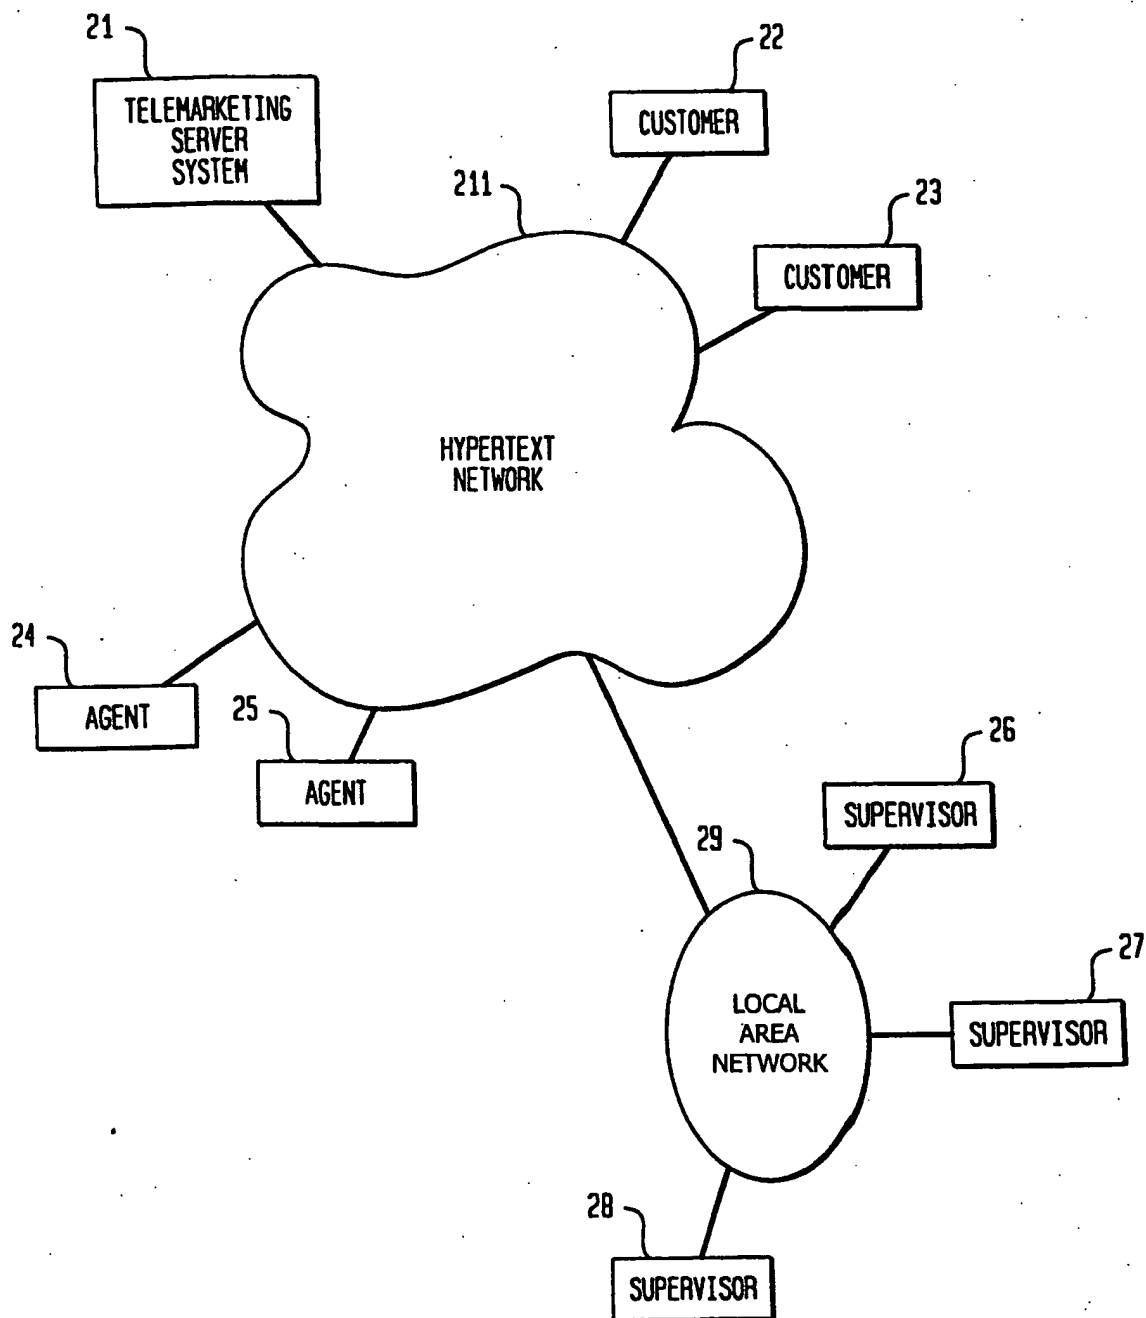 21
TELEMARKETING
SERVER
SYSTEM
22
CUSTOMER
211
23
CUSTOMER
HYPERTEXT
NETWORK
24
AGENT
25
AGENT
26
SUPERVISOR
29
LOCAL
AREA
NETWORK
27
SUPERVISOR
28
SUPERVISOR